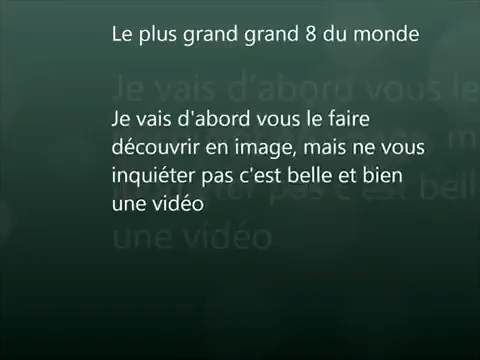 Le plus grand grand 8 du monde
Je vais d'abord vous le faire
découvrir en image, mais ne vous
inquiéter pas c'est belle et bien
une vidéo